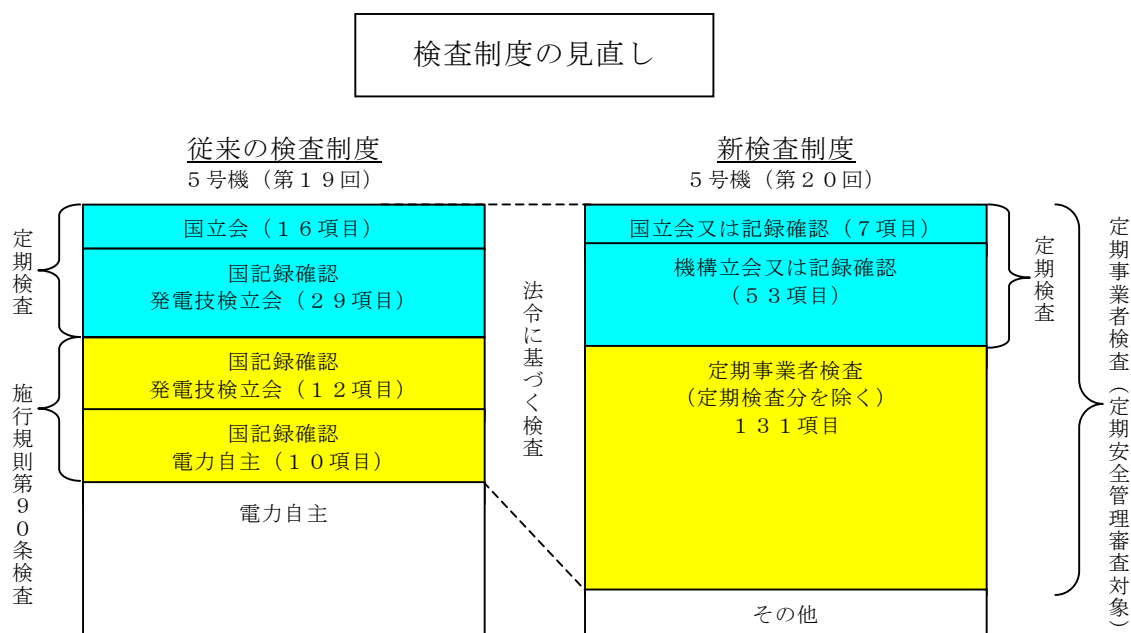 検査制度の見直し
従来の検査制度
５号機（第１９回）
定期検査
施行規則第９０条検査
国立会（１６項目）
国記録確認
発電技検立会（２９項目）
国記録確認
発電技検立会（１２項目）
国記録確認
電力自主（１０項目）
電力自主
法令に基づく検査
新検査制度
５号機（第２０回）
国立会又は記録確認（７項目）
機構立会又は記録確認
（５３項目）
定期事業者検査
（定期検査分を除く）
１３１項目
その他
定期検査
定期事業者検査（定期安全管理審査対象）